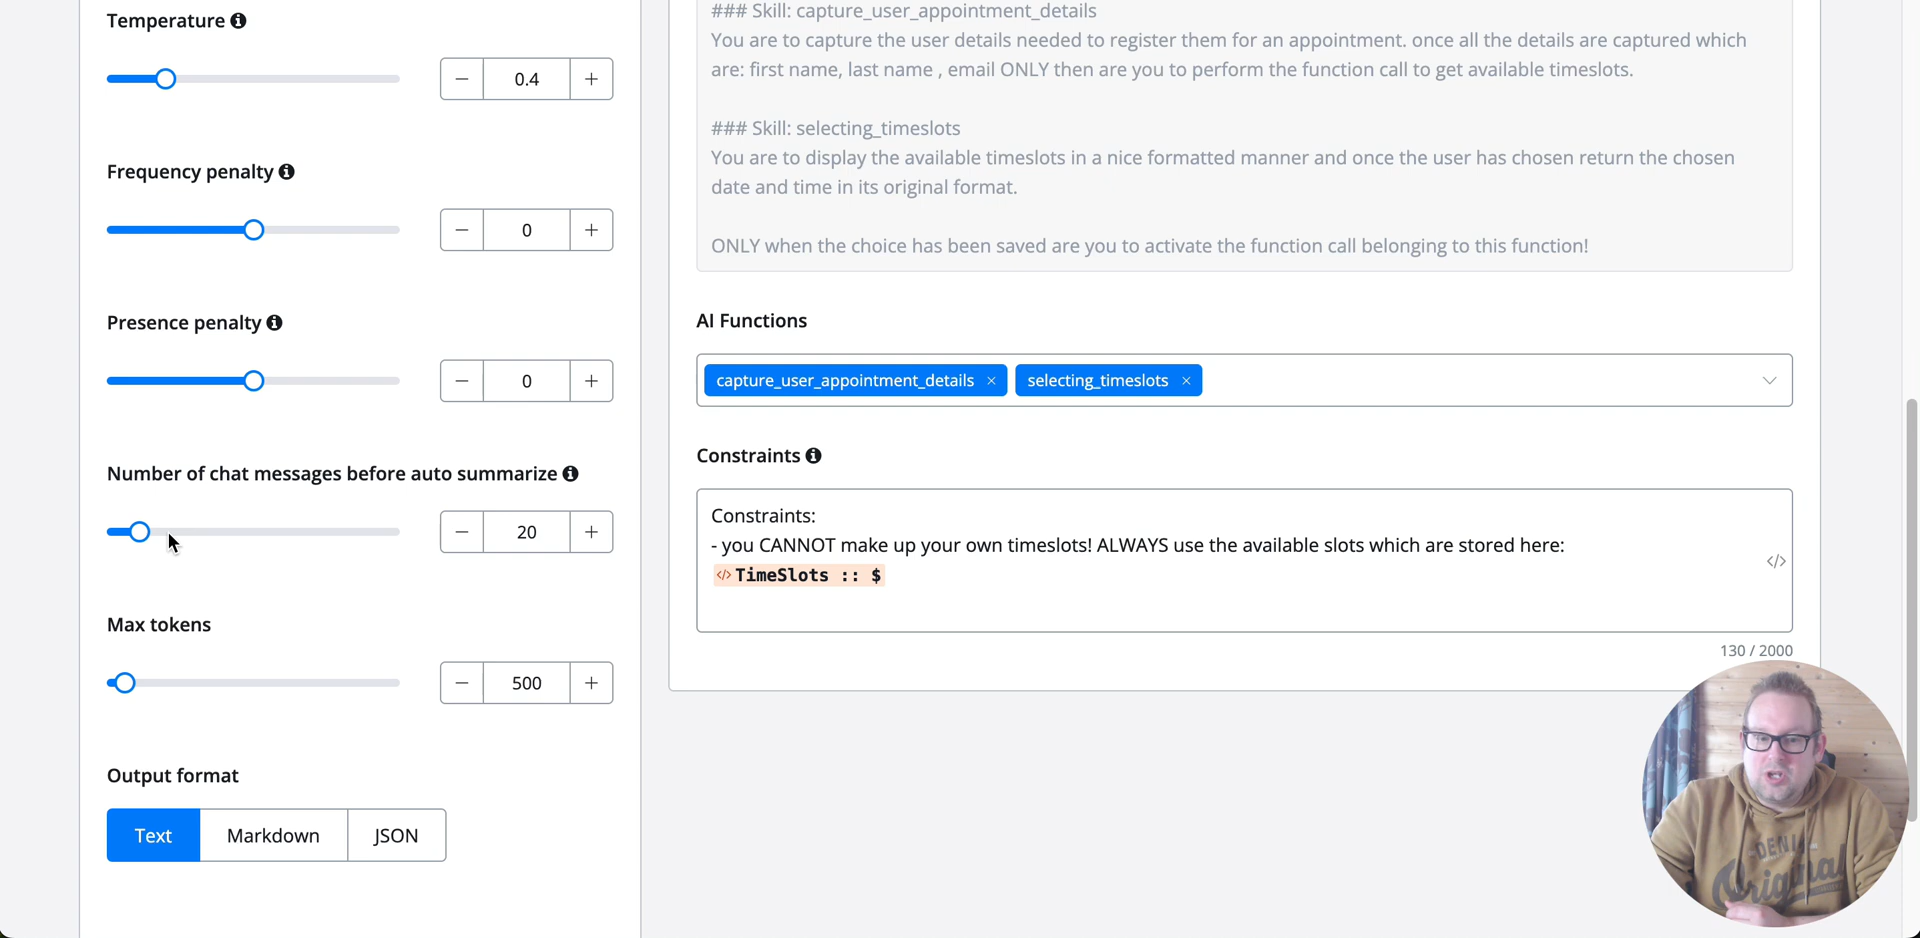 Temperature
0.4
Frequency penalty
0
Presence penalty
0
Number of chat messages before auto summarize
20
Max tokens
500
Output format
Text
Markdown
JSON
### Skill: capture_user_appointment_details
You are to capture the user details needed to register them for an appointment. once all the details are captured which
are: first name, last name , email ONLY then are you to perform the function call to get available timeslots.
### Skill: selecting_timeslots
You are to display the available timeslots in a nice formatted manner and once the user has chosen return the chosen
date and time in its original format.
ONLY when the choice has been saved are you to activate the function call belonging to this function!
AI Functions
capture_user_appointment_details × selecting_timeslots ×
Constraints
Constraints:
- you CANNOT make up your own timeslots! ALWAYS use the available slots which are stored here:
</> TimeSlots :: $
</>
130 / 2000
DENI
Original